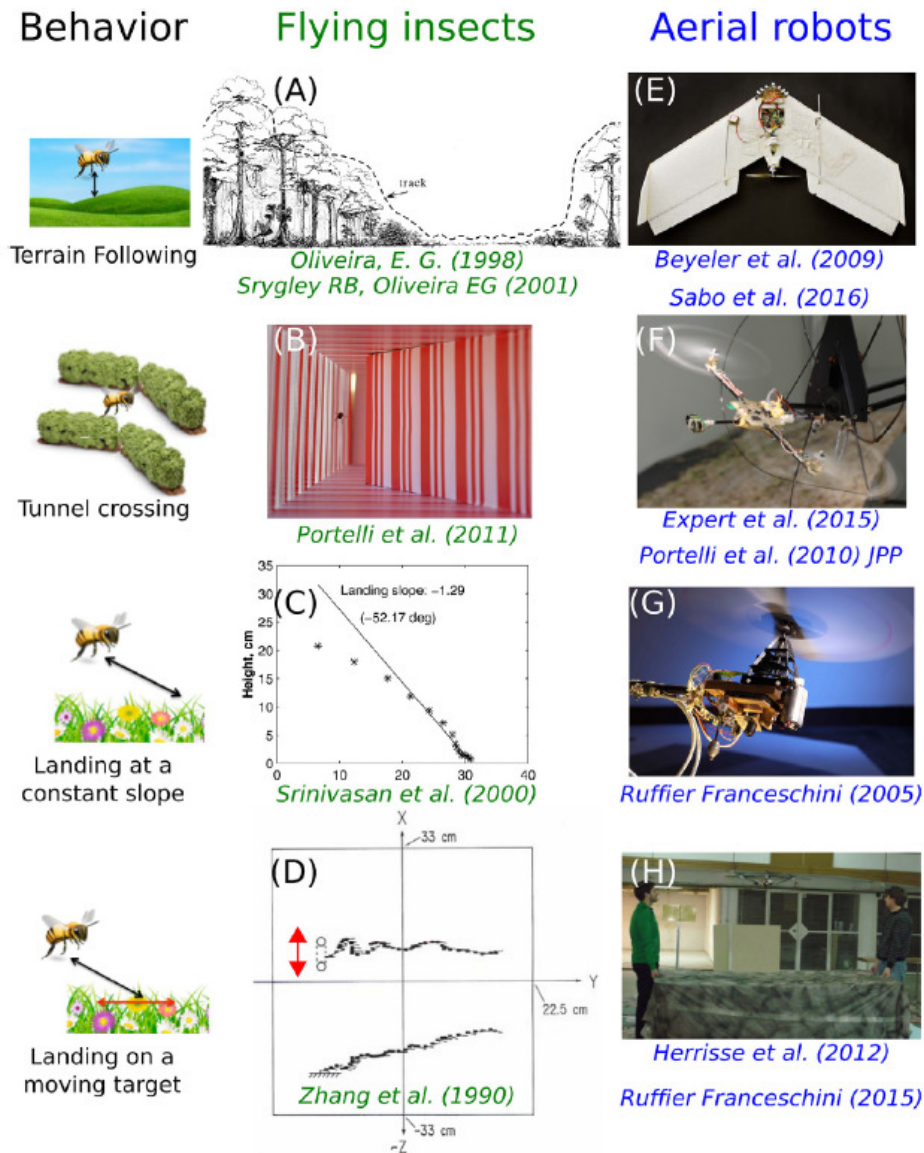 Behavior Flying insects Aerial robots
(A)
track
Terrain Following
Oliveira, E. G. (1998)
Srygley RB, Oliveira EG (2001)
(E)
Beyeler et al. (2009)
Sabo et al. (2016)
Tunnel crossing
(B)
Portelli et al. (2011)
(F)
Expert et al. (2015)
Portelli et al. (2010) JPP
Landing at a
constant slope
(C)
Landing slope: −1.29
(−52.17 deg)
Height, cm
35
30
25
20
15
10
5
0
0 10 20 30 40
Srinivasan et al. (2000)
(G)
Ruffier Franceschini (2005)
Landing on a
moving target
(D)
X
33 cm
Y
22.5 cm
Zhang et al. (1990)
-33 cm
-Z
(H)
Herrisse et al. (2012)
Ruffier Franceschini (2015)